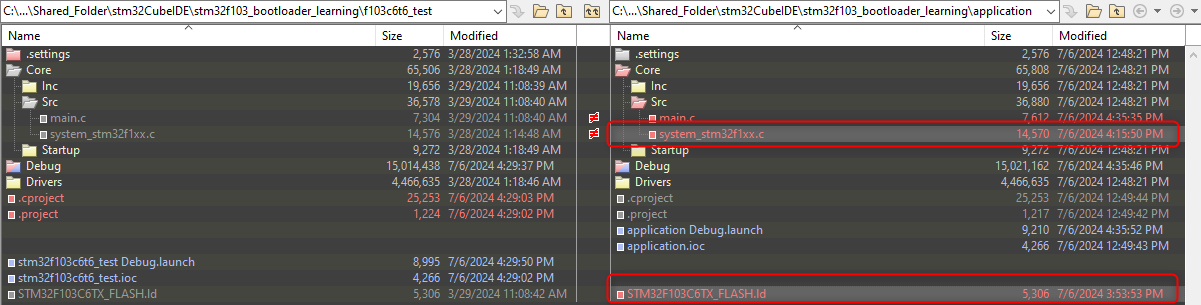 C:\...\Shared_Folder\stm32CubeIDE\stm32f103_bootloader_learning\f103c6t6_test
Name Size Modified
.settings 2,576 3/28/2024 1:32:58 AM
Core 65,506 3/28/2024 1:18:49 AM
Inc 19,656 3/29/2024 11:08:39 AM
Src 36,578 3/29/2024 11:08:40 AM
main.c 7,304 3/29/2024 11:08:40 AM
system_stm32f1xx.c 14,576 3/28/2024 1:14:48 AM
Startup 9,272 3/28/2024 1:18:49 AM
Debug 15,014,438 7/6/2024 4:29:37 PM
Drivers 4,466,635 3/28/2024 1:18:46 AM
.cproject 25,253 7/6/2024 4:29:03 PM
.project 1,224 7/6/2024 4:29:02 PM
stm32f103c6t6_test Debug.launch 8,995 7/6/2024 4:29:50 PM
stm32f103c6t6_test.ioc 4,266 7/6/2024 4:29:02 PM
STM32F103C6TX_FLASH.ld 5,306 3/29/2024 11:08:42 AM
C:\...\Shared_Folder\stm32CubeIDE\stm32f103_bootloader_learning\application
Name Size Modified
.settings 2,576 7/6/2024 12:48:21 PM
Core 65,808 7/6/2024 12:48:21 PM
Inc 19,656 7/6/2024 12:48:21 PM
Src 36,880 7/6/2024 12:48:21 PM
main.c 7,612 7/6/2024 4:35:35 PM
system_stm32f1xx.c 14,570 7/6/2024 4:15:50 PM
Startup 9,272 7/6/2024 12:48:21 PM
Debug 15,021,162 7/6/2024 4:35:46 PM
Drivers 4,466,635 7/6/2024 12:48:21 PM
.cproject 25,253 7/6/2024 12:49:44 PM
.project 1,217 7/6/2024 12:49:42 PM
application Debug.launch 9,210 7/6/2024 4:35:52 PM
application.ioc 4,266 7/6/2024 12:49:43 PM
STM32F103C6TX_FLASH.ld 5,306 7/6/2024 3:53:53 PM